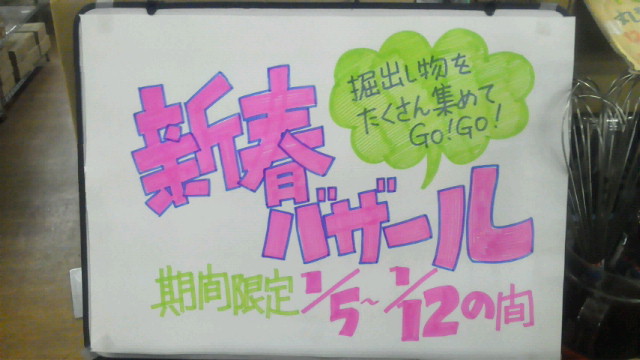 掘出し物を
たくさん集めて
GO!GO!
新春
バザール
期間限定 1/5~1/12の間